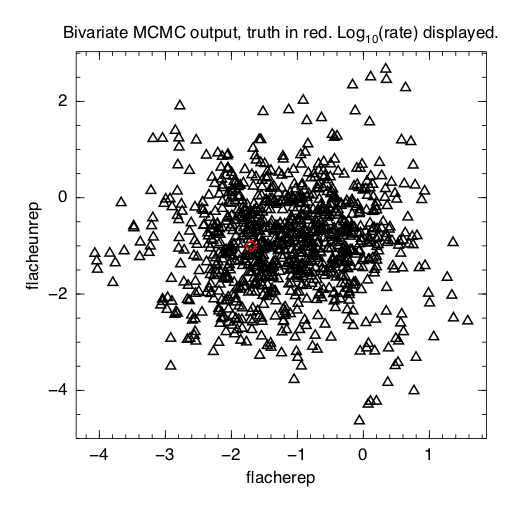 Bivariate MCMC output, truth in red. Log10(rate) displayed.
2
0
−2
−4
flacheunrep
−4 −3 −2 −1 0 1
flacherep